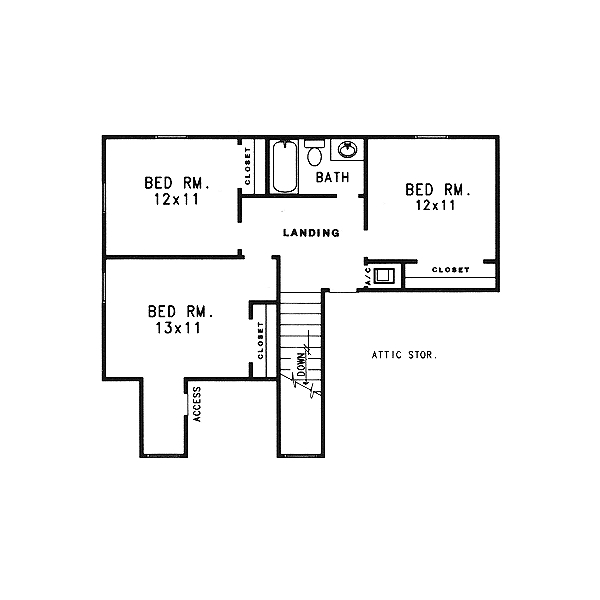 BED RM.
12x11
CLOSET
BATH
BED RM.
12x11
LANDING
A/C
CLOSET
BED RM.
13x11
CLOSET
DOWN
ATTIC STOR.
ACCESS